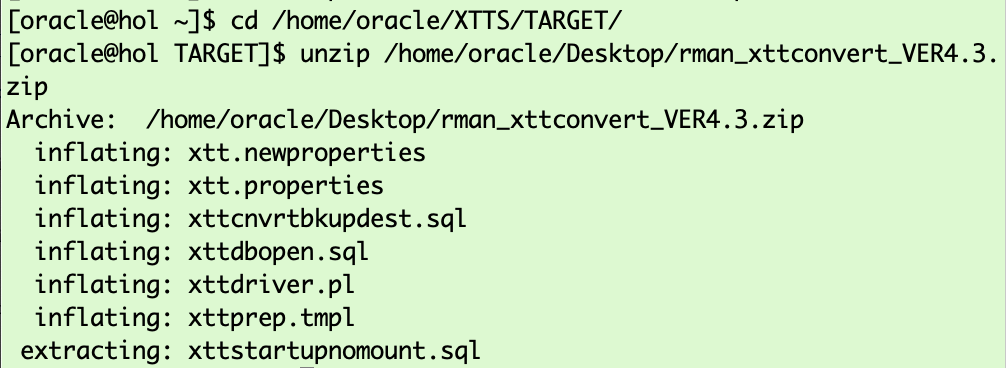 [oracle@hol ~]$ cd /home/oracle/XTTS/TARGET/
[oracle@hol TARGET]$ unzip /home/oracle/Desktop/rman_xttconvert_VER4.3.
zip
Archive:  /home/oracle/Desktop/rman_xttconvert_VER4.3.zip
  inflating: xtt.newproperties
  inflating: xtt.properties
  inflating: xttcnvrtbkupdest.sql
  inflating: xttdbopen.sql
  inflating: xttdriver.pl
  inflating: xttprep.tmpl
 extracting: xttstartupnomount.sql